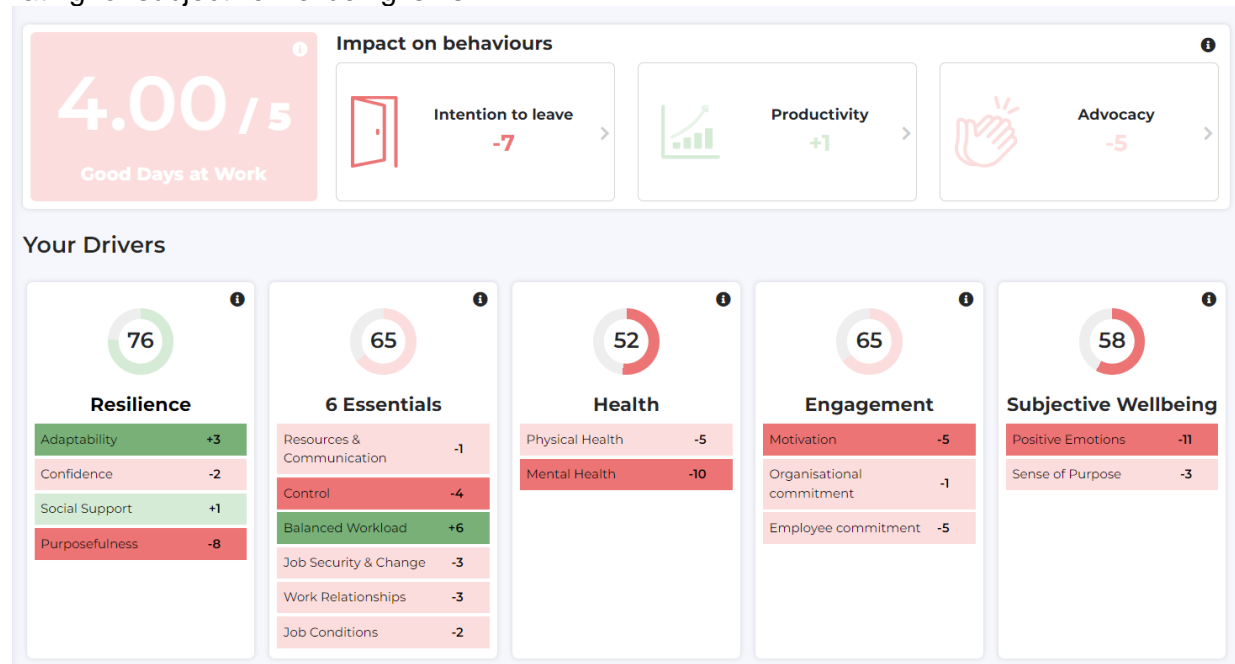 4.00 / 5
Good Days at Work
Impact on behaviours
Intention to leave
-7
Productivity
+1
Advocacy
-5
Your Drivers
76
Resilience
Adaptability +3
Confidence -2
Social Support +1
Purposefulness -8
65
6 Essentials
Resources &
Communication -1
Control -4
Balanced Workload +6
Job Security & Change -3
Work Relationships -3
Job Conditions -2
52
Health
Physical Health -5
Mental Health -10
65
Engagement
Motivation -5
Organisational
commitment -1
Employee commitment -5
58
Subjective Wellbeing
Positive Emotions -11
Sense of Purpose -3